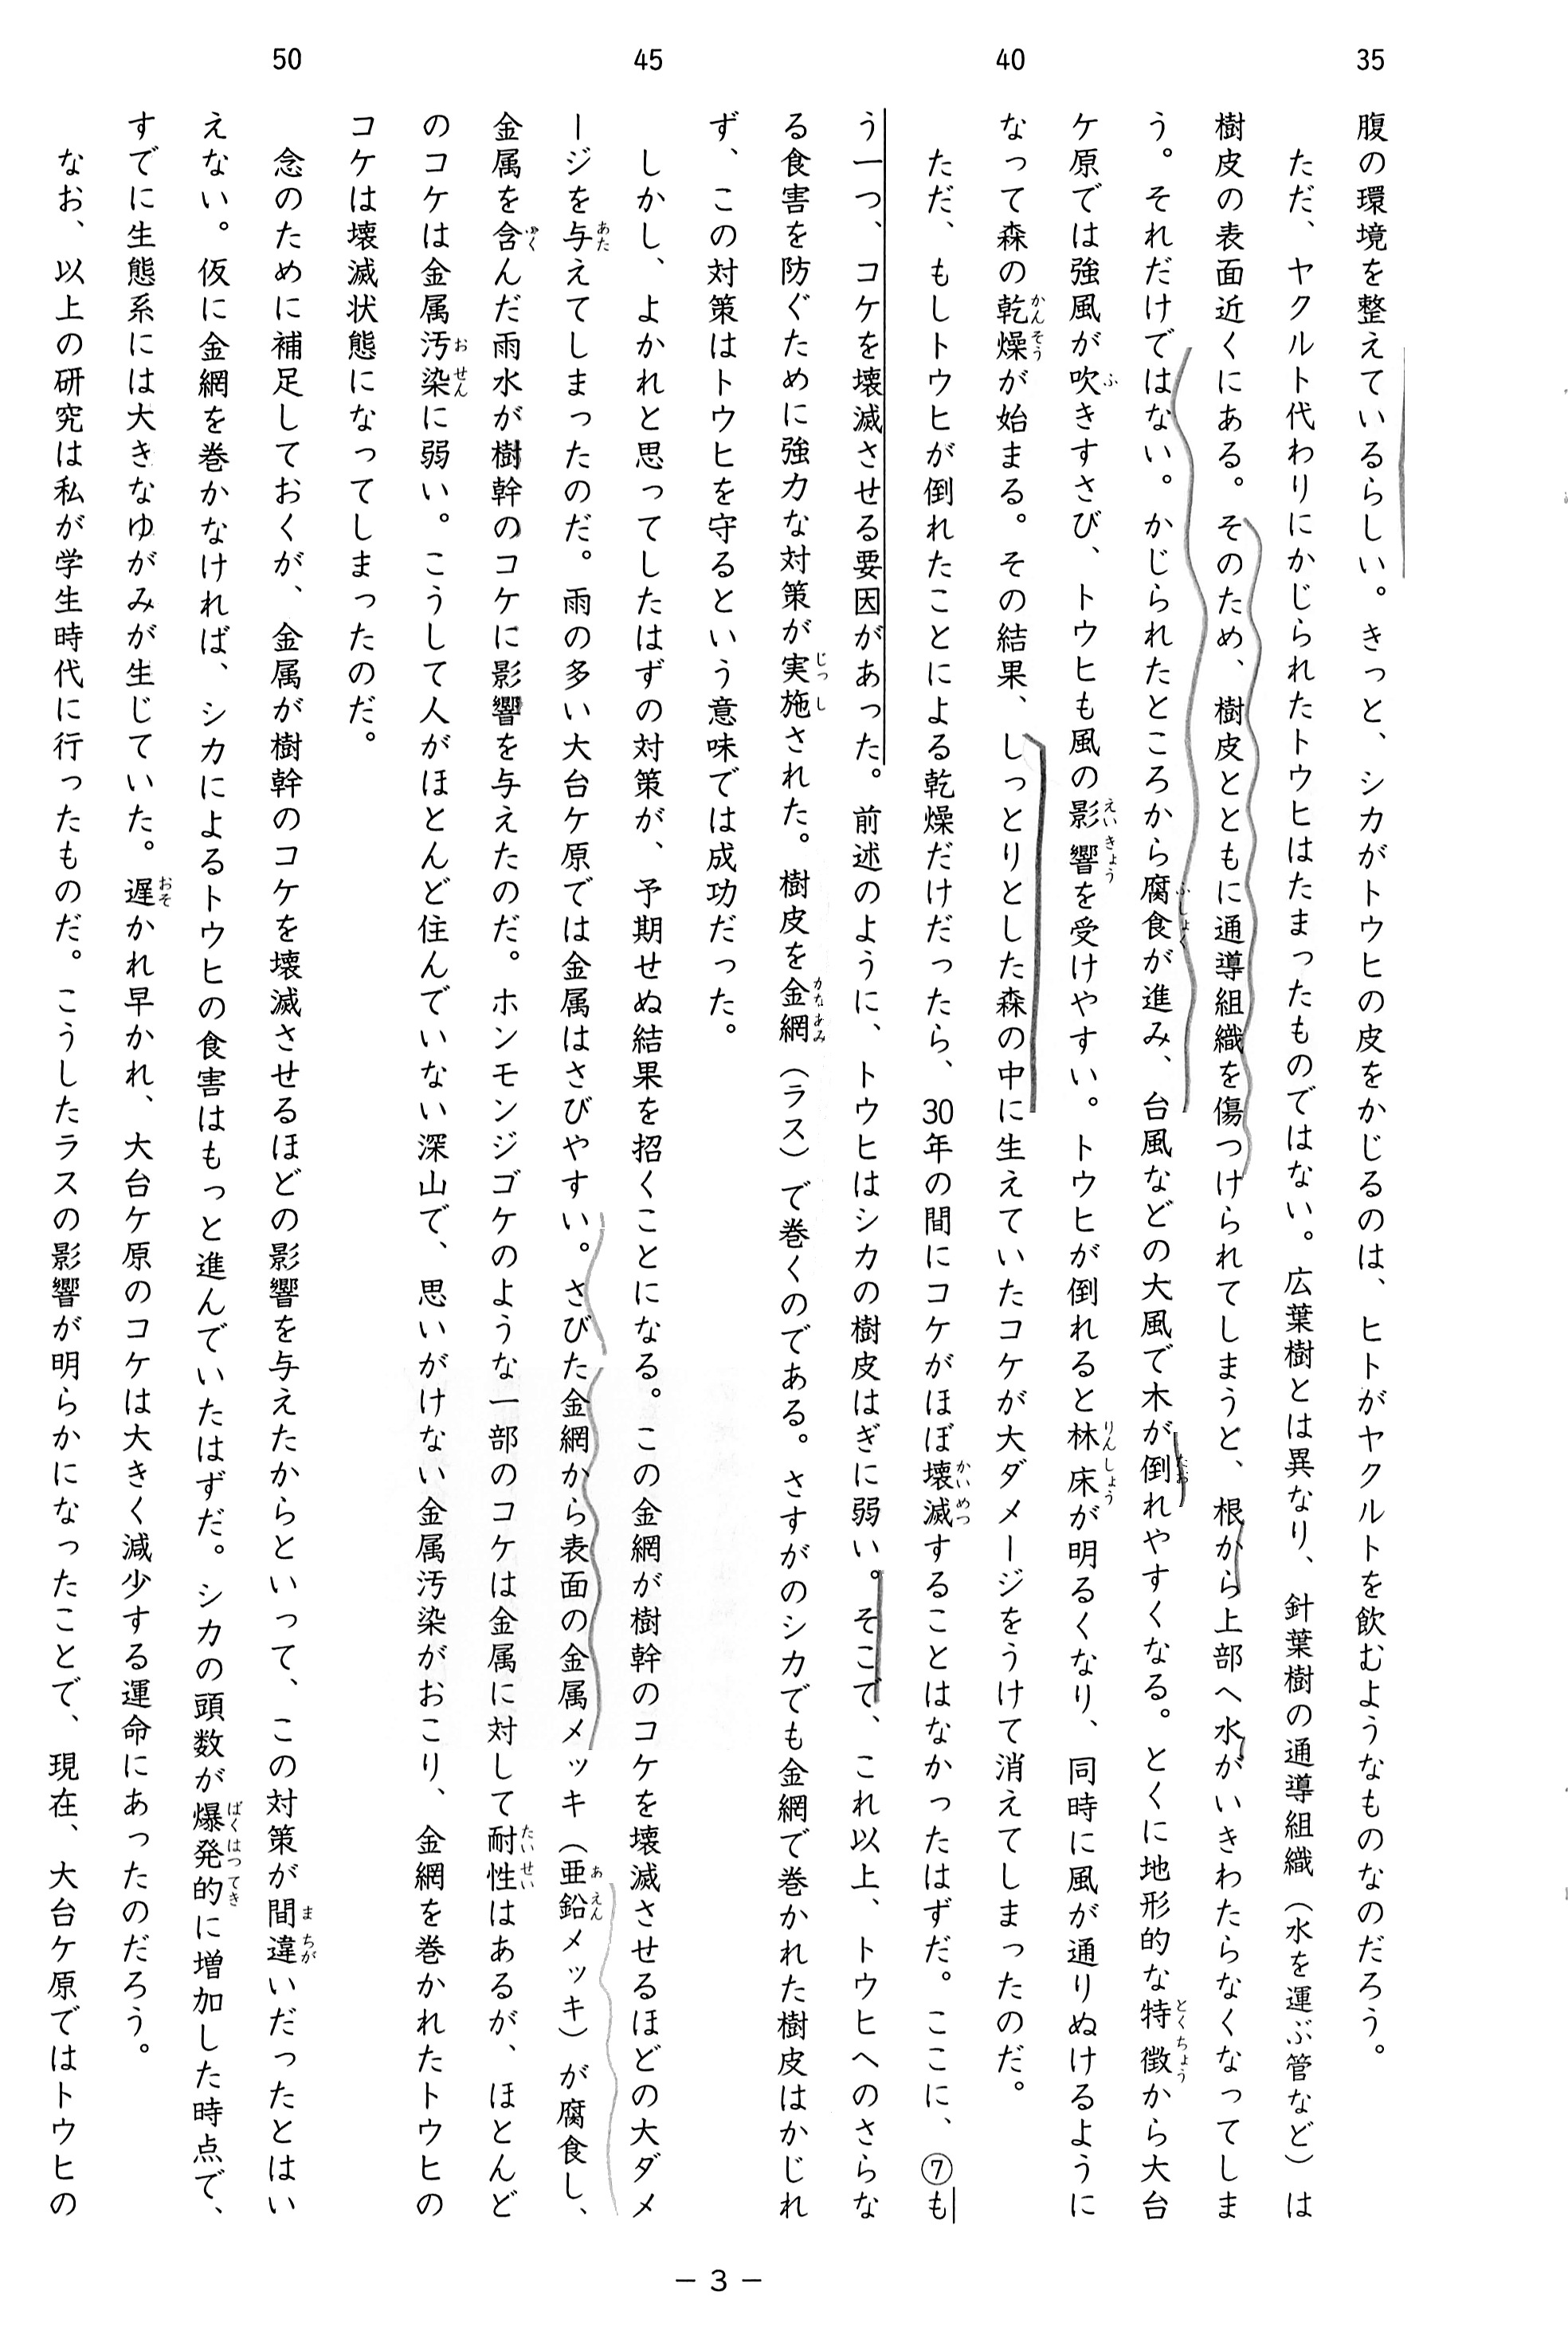 35
腹の環境を整えているらしい。きっと、シカがトウヒの皮をかじるのは、ヒトがヤクルトを飲むようなものなのだろう。
ただ、ヤクルト代わりにかじられたトウヒはたまったものではない。広葉樹とは異なり、針葉樹の通導組織（水を運ぶ管など）は
樹皮の表面近くにある。そのため、樹皮とともに通導組織を傷つけられてしまうと、根から上部へ水がいきわたらなくなってしま
う。それだけではない。かじられたところから腐食が進み、台風などの大風で木が倒れやすくなる。とくに地形的な特徴から大台
ケ原では強風が吹きすさび、トウヒも風の影響を受けやすい。トウヒが倒れると林床が明るくなり、同時に風が通りぬけるように
40
なって森の乾燥が始まる。その結果、しっとりとした森の中に生えていたコケが大ダメージをうけて消えてしまったのだ。
ただ、もしトウヒが倒れたことによる乾燥だけだったら、30年の間にコケがほぼ壊滅することはなかったはずだ。ここに、⑦も
う一つ、コケを壊滅させる要因があった。前述のように、トウヒはシカの樹皮はぎに弱い。そこで、これ以上、トウヒへのさらな
る食害を防ぐために強力な対策が実施された。樹皮を金網（ラス）で巻くのである。さすがのシカでも金網で巻かれた樹皮はかじれ
ず、この対策はトウヒを守るという意味では成功だった。
45
しかし、よかれと思ってしたはずの対策が、予期せぬ結果を招くことになる。この金網が樹幹のコケを壊滅させるほどの大ダメ
ージを与えてしまったのだ。雨の多い大台ケ原では金属はさびやすい。さびた金網から表面の金属メッキ（亜鉛メッキ）が腐食し、
金属を含んだ雨水が樹幹のコケに影響を与えたのだ。ホンモンジゴケのような一部のコケは金属に対して耐性はあるが、ほとんど
のコケは金属汚染に弱い。こうして人がほとんど住んでいない深山で、思いがけない金属汚染がおこり、金網を巻かれたトウヒの
コケは壊滅状態になってしまったのだ。
50
念のために補足しておくが、金属が樹幹のコケを壊滅させるほどの影響を与えたからといって、この対策が間違いだったとはい
えない。仮に金網を巻かなければ、シカによるトウヒの食害はもっと進んでいたはずだ。シカの頭数が爆発的に増加した時点で、
すでに生態系には大きなゆがみが生じていた。遅かれ早かれ、大台ケ原のコケは大きく減少する運命にあったのだろう。
なお、以上の研究は私が学生時代に行ったものだ。こうしたラスの影響が明らかになったことで、現在、大台ケ原ではトウヒの
－3－